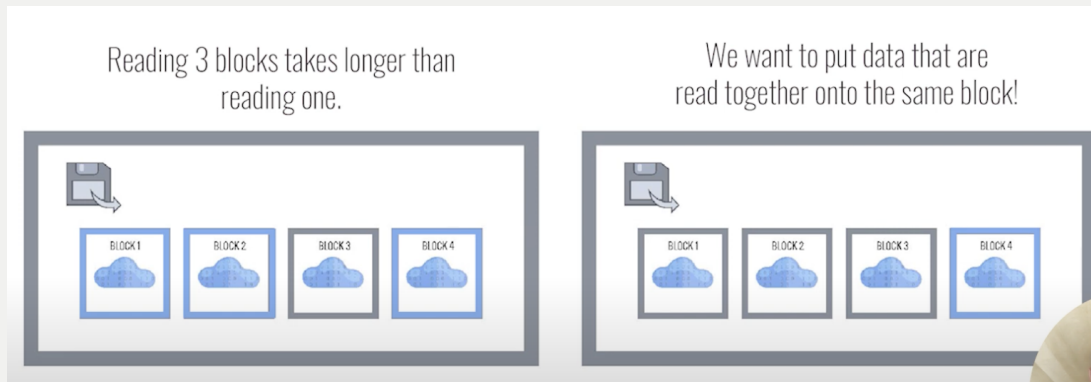 Reading 3 blocks takes longer than
reading one.
BLOCK 1
BLOCK 2
BLOCK 3
BLOCK 4
We want to put data that are
read together onto the same block!
BLOCK 1
BLOCK 2
BLOCK 3
BLOCK 4